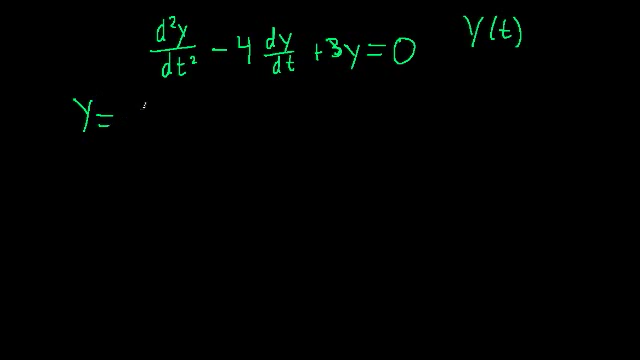 d²y/dt² - 4 dy/dt + 3y = 0 y(t)
y =